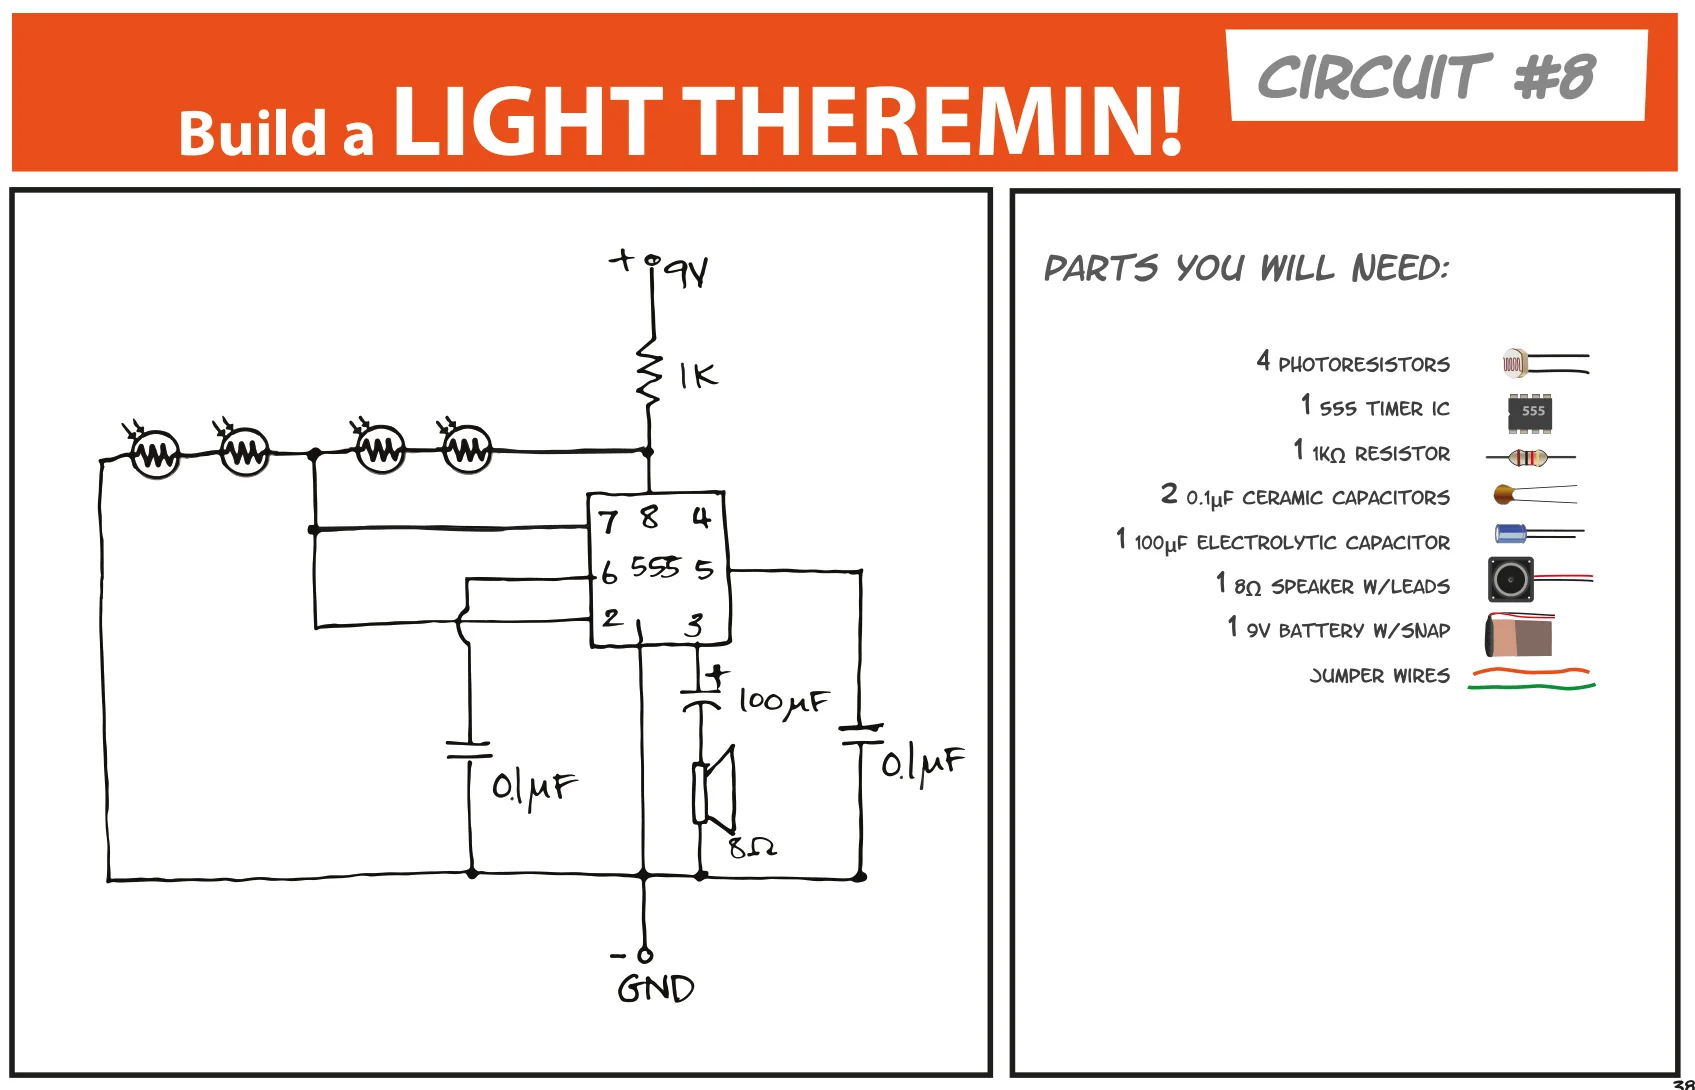 Build a LIGHT THEREMIN!
CIRCUIT #8
+ 9V
1K
7 8 4
6 555 5
2 3
+
100µF
0.1µF
0.1µF
8Ω
- GND
PARTS YOU WILL NEED:
4 PHOTORESISTORS
1 555 TIMER IC
555
1 1KΩ RESISTOR
2 0.1µF CERAMIC CAPACITORS
1 100µF ELECTROLYTIC CAPACITOR
1 8Ω SPEAKER W/LEADS
1 9V BATTERY W/SNAP
JUMPER WIRES
38